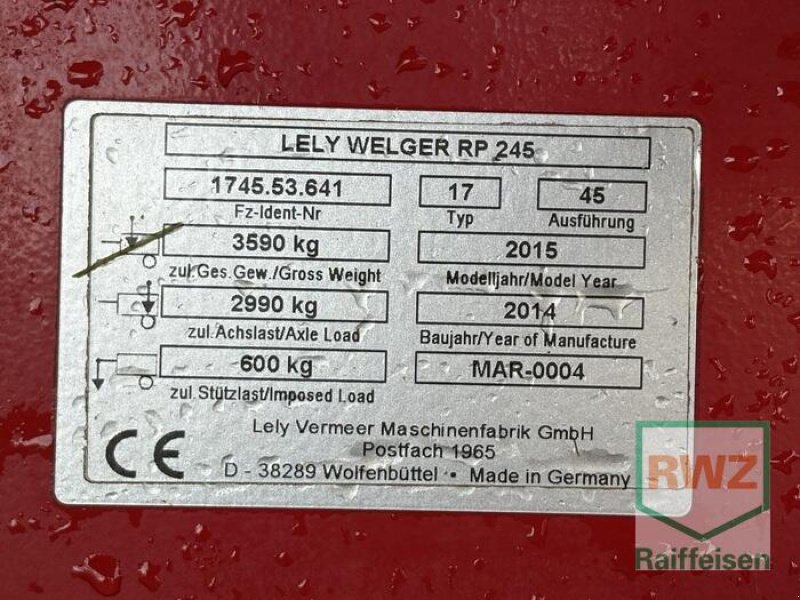 LELY WELGER RP 245
1745.53.641 17 45
Fz-Ident-Nr Typ Ausführung
3590 kg 2015
zul.Ges.Gew./Gross Weight Modelljahr/Model Year
2990 kg 2014
zul.Achslast/Axle Load Baujahr/Year of Manufacture
600 kg MAR-0004
zul.Stützlast/Imposed Load
CE Lely Vermeer Maschinenfabrik GmbH
Postfach 1965
D - 38289 Wolfenbüttel • Made in Germany
RWZ
Raiffeisen